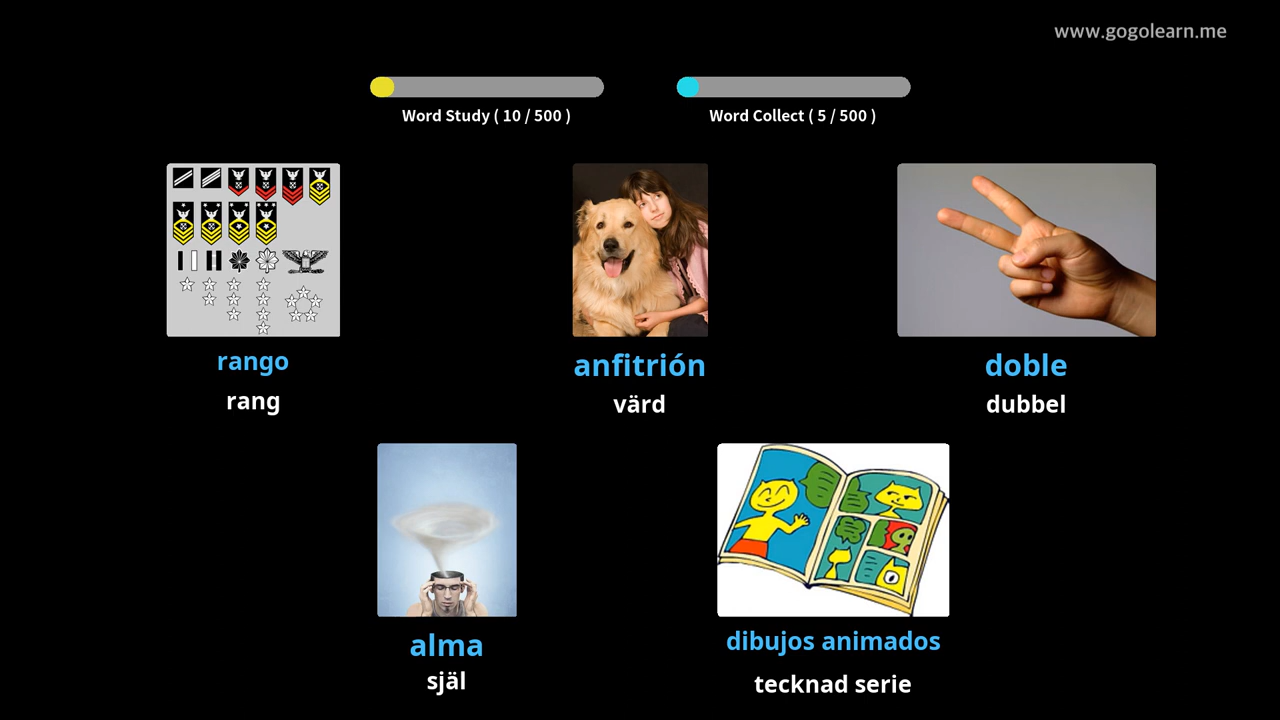 www.gogolearn.me
Word Study ( 10 / 500 )
Word Collect ( 5 / 500 )
rango
rang
anfitrión
värd
doble
dubbel
alma
själ
dibujos animados
tecknad serie